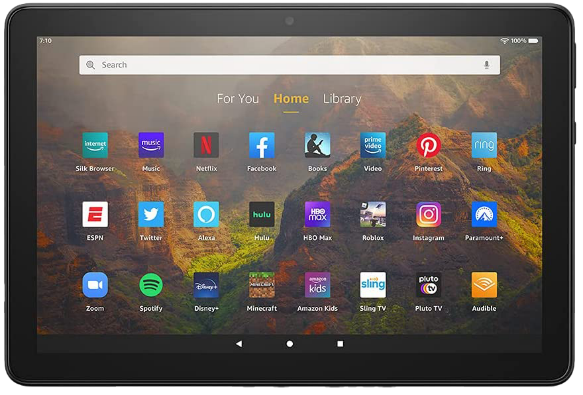 7:10
100%
Search
For You Home Library
internet music prime video ring
Silk Browser Music Netflix Facebook Books Video Pinterest Ring
hulu HBO max
ESPN Twitter Alexa Hulu HBO Max Roblox Instagram Paramount+
Disney+ amazon kids sling pluto tv
Zoom Spotify Disney+ Minecraft Amazon Kids Sling TV Pluto TV Audible